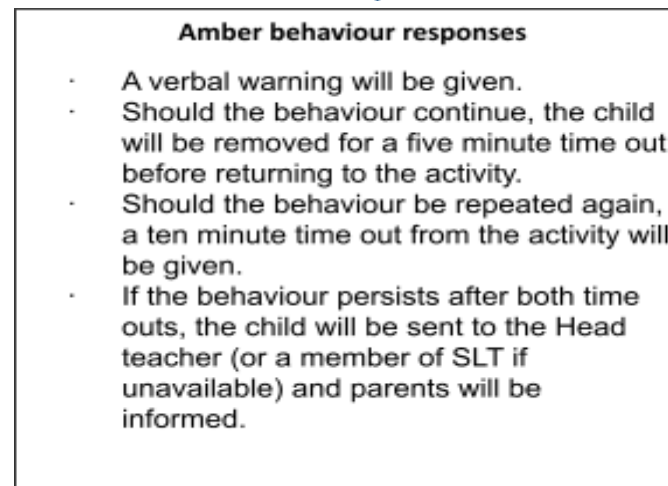 Amber behaviour responses
· A verbal warning will be given.
· Should the behaviour continue, the child
will be removed for a five minute time out
before returning to the activity.
· Should the behaviour be repeated again,
a ten minute time out from the activity will
be given.
· If the behaviour persists after both time
outs, the child will be sent to the Head
teacher (or a member of SLT if
unavailable) and parents will be
informed.